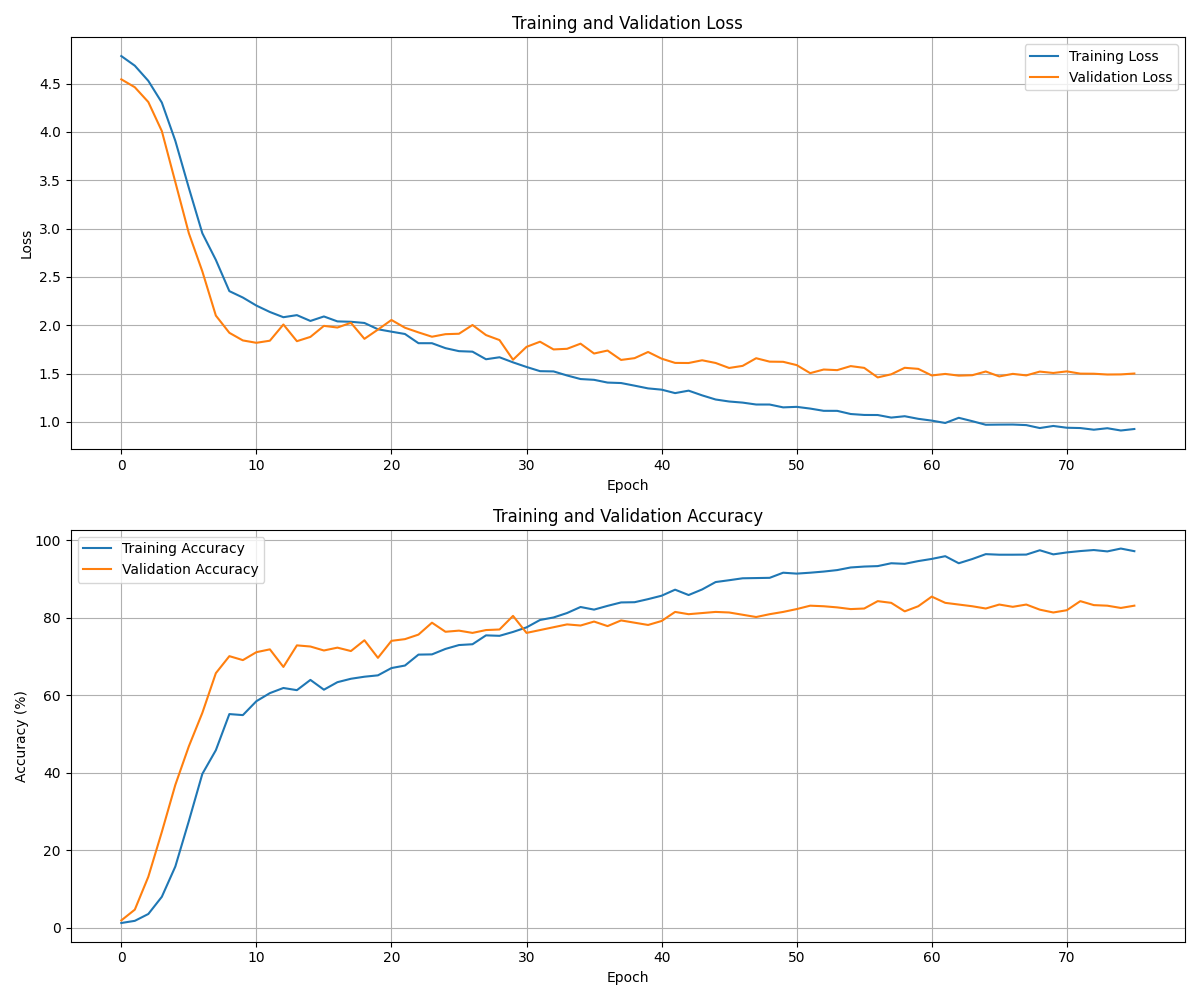 Training and Validation Loss
Training Loss
Validation Loss
4.5
4.0
3.5
3.0
2.5
2.0
1.5
1.0
Loss
0 10 20 30 40 50 60 70
Epoch
Training and Validation Accuracy
Training Accuracy
Validation Accuracy
100
80
60
40
20
0
Accuracy (%)
0 10 20 30 40 50 60 70
Epoch